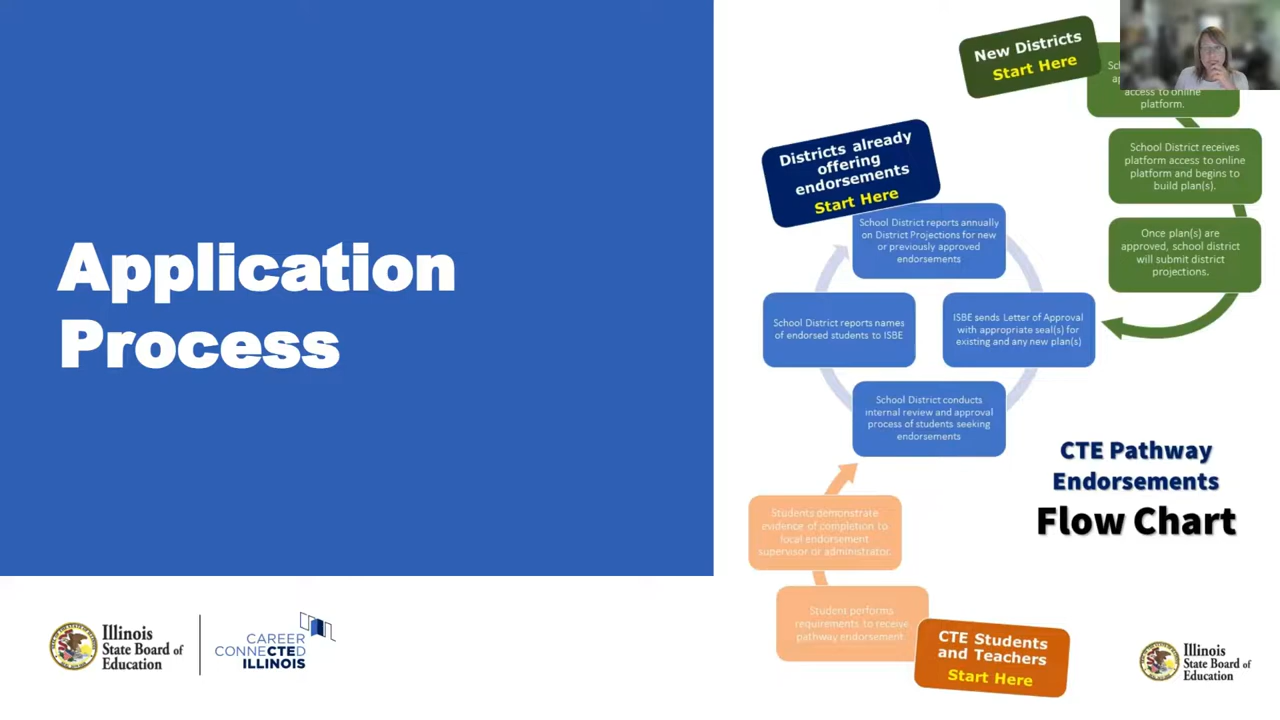 Application
Process
New Districts
Start Here
access to online
platform.
School District receives
platform access to online
platform and begins to
build plan(s).
Once plan(s) are
approved, school district
will submit district
projections.
Districts already
offering
endorsements
Start Here
School District reports annually
on District Projections for new
or previously approved
endorsements
ISBE sends Letter of Approval
with appropriate seal(s) for
existing and any new plan(s)
School District conducts
internal review and approval
process of students seeking
endorsements
School District reports names
of endorsed students to ISBE
CTE Pathway
Endorsements
Flow Chart
Students demonstrate
evidence of completion to
local endorsement
supervisor or administrator.
Student performs
requirements to receive
pathway endorsement.
CTE Students
and Teachers
Start Here
Illinois
State Board of
Education
CAREER
CONNECTED
ILLINOIS
Illinois
State Board of
Education